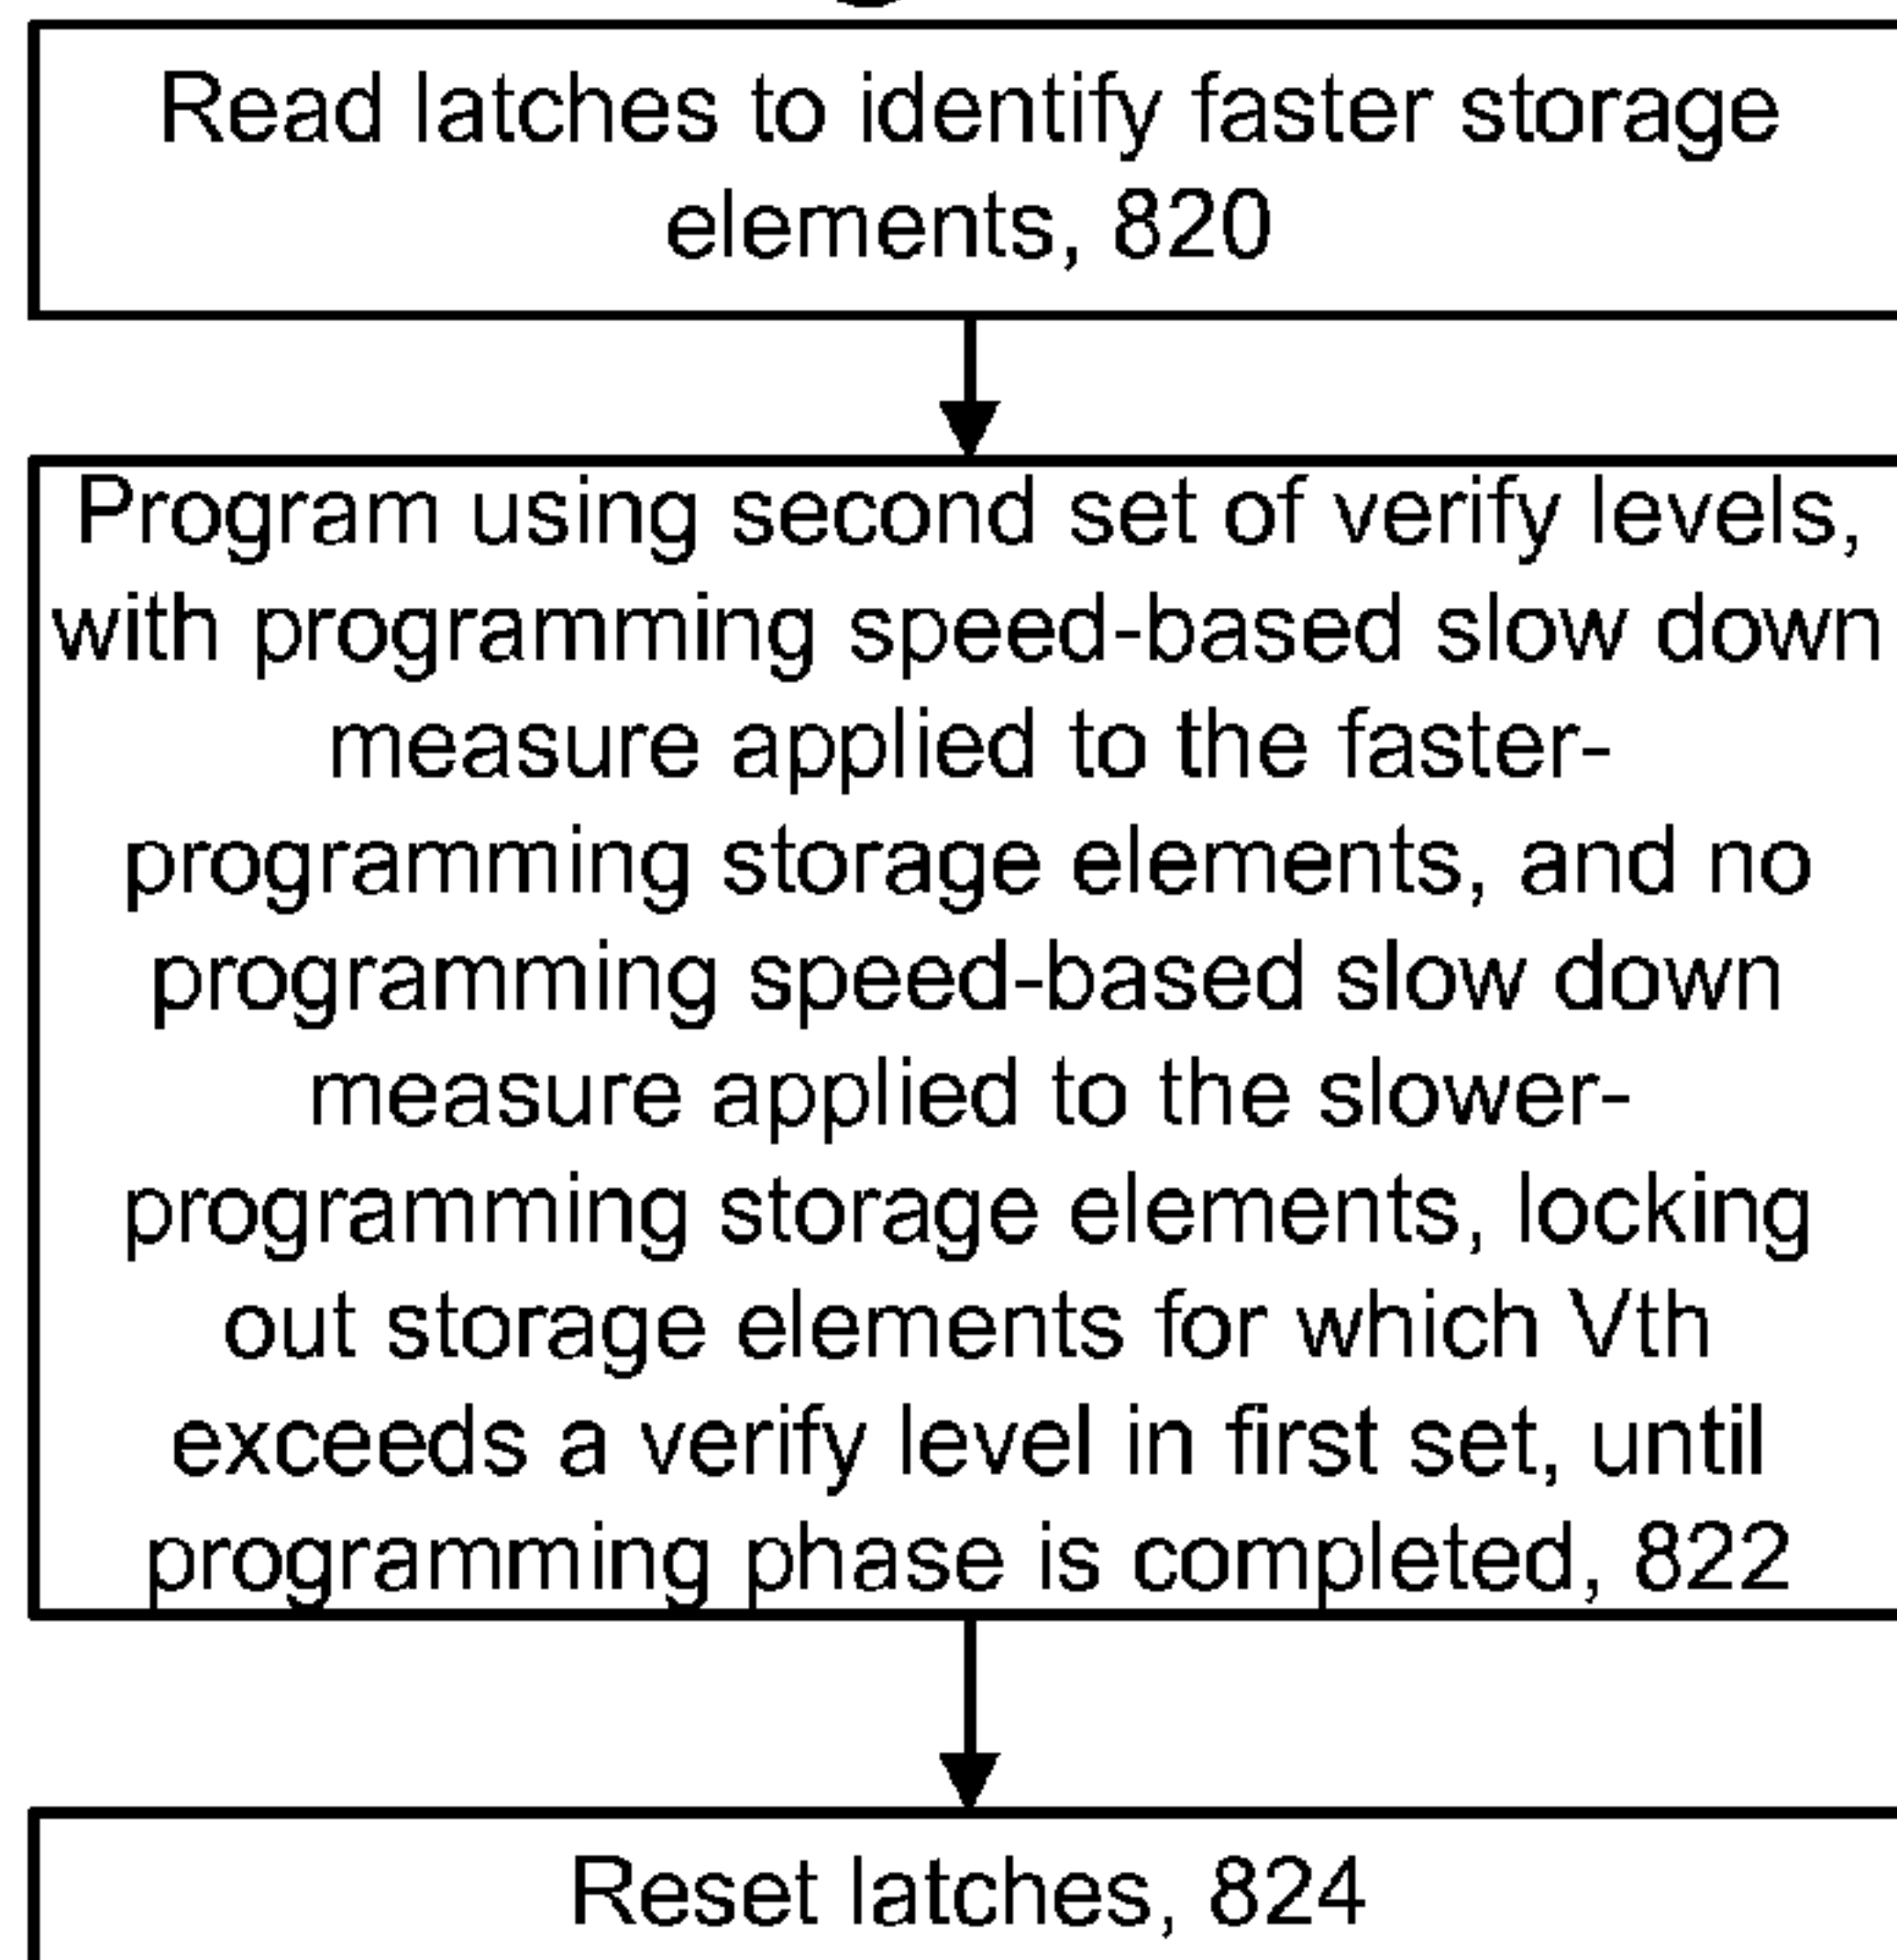 Read latches to identify faster storage
elements, 820
Program using second set of verify levels,
with programming speed-based slow down
measure applied to the faster-
programming storage elements, and no
programming speed-based slow down
measure applied to the slower-
programming storage elements, locking
out storage elements for which Vth
exceeds a verify level in first set, until
programming phase is completed, 822
Reset latches, 824